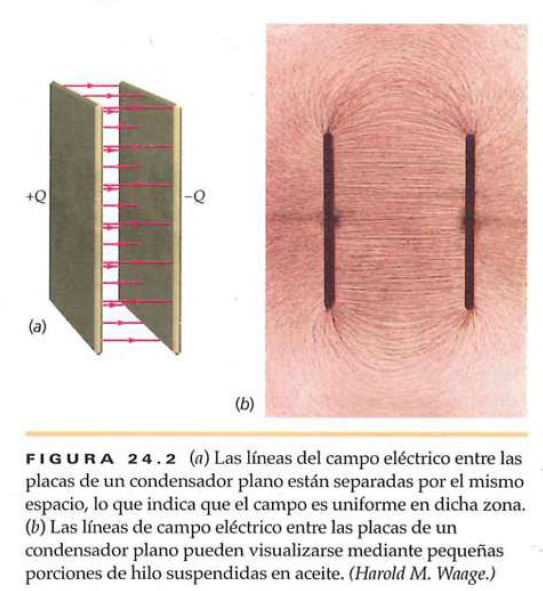 +Q
-Q
(a)
(b)
FIGURA 24.2 (a) Las líneas del campo eléctrico entre las
placas de un condensador plano están separadas por el mismo
espacio, lo que indica que el campo es uniforme en dicha zona.
(b) Las líneas de campo eléctrico entre las placas de un
condensador plano pueden visualizarse mediante pequeñas
porciones de hilo suspendidas en aceite. (Harold M. Waage.)